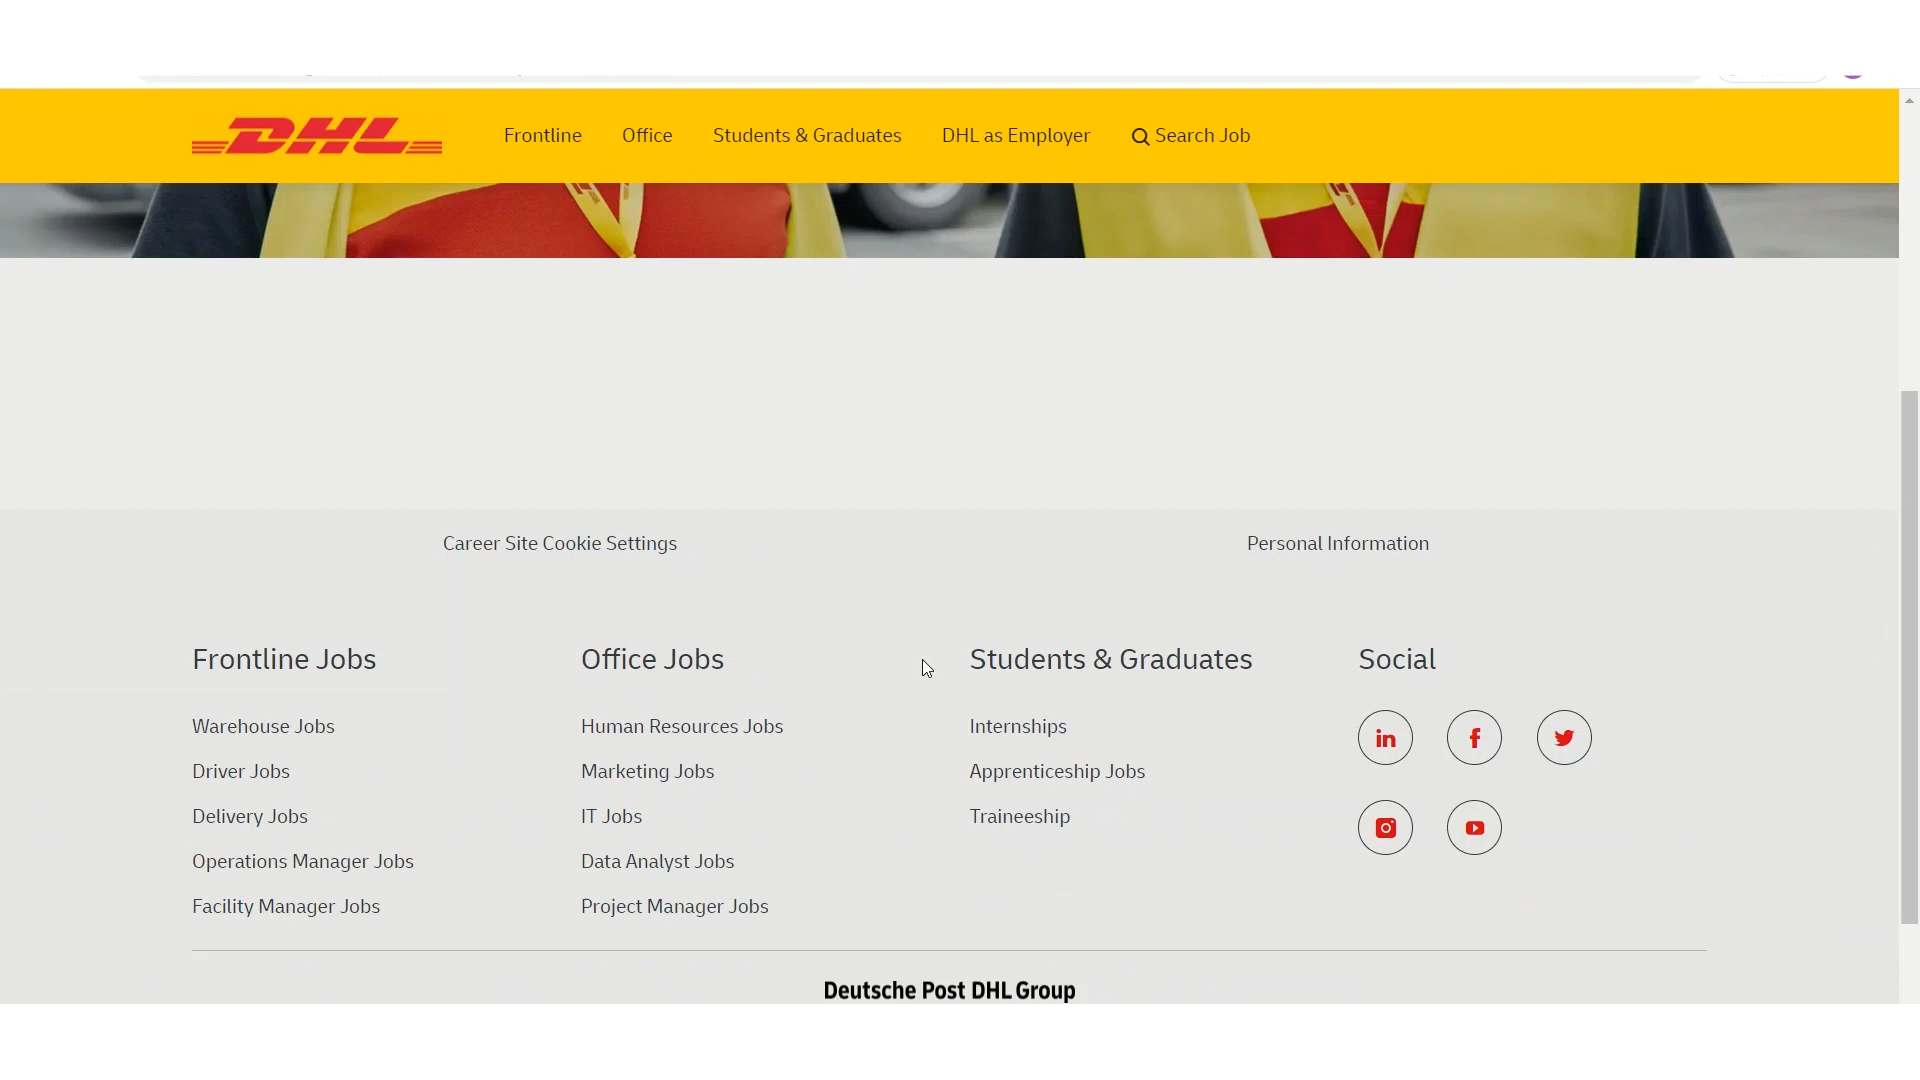 DHL
Frontline
Office
Students & Graduates
DHL as Employer
Search Job
Career Site Cookie Settings
Personal Information
Frontline Jobs
Warehouse Jobs
Driver Jobs
Delivery Jobs
Operations Manager Jobs
Facility Manager Jobs
Office Jobs
Human Resources Jobs
Marketing Jobs
IT Jobs
Data Analyst Jobs
Project Manager Jobs
Students & Graduates
Internships
Apprenticeship Jobs
Traineeship
Social
in
f
Deutsche Post DHL Group